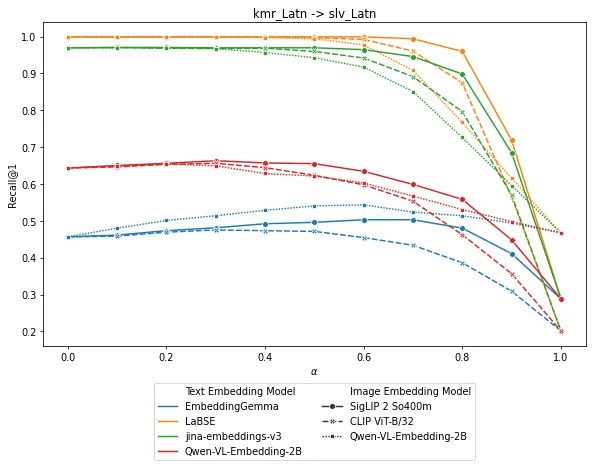 kmr_Latn -> slv_Latn
Recall@1
1.0
0.9
0.8
0.7
0.6
0.5
0.4
0.3
0.2
0.0 0.2 0.4 0.6 0.8 1.0
α
Text Embedding Model
EmbeddingGemma
LaBSE
jina-embeddings-v3
Qwen-VL-Embedding-2B
Image Embedding Model
SigLIP 2 So400m
CLIP ViT-B/32
Qwen-VL-Embedding-2B